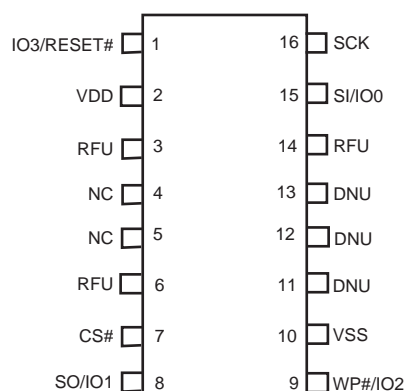 IO3/RESET# 1 16 SCK
VDD 2 15 SI/IO0
RFU 3 14 RFU
NC 4 13 DNU
NC 5 12 DNU
RFU 6 11 DNU
CS# 7 10 VSS
SO/IO1 8 9 WP#/IO2